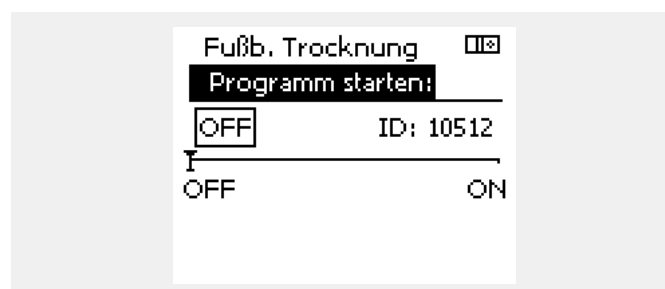 Fußb. Trocknung
Programm starten:
OFF ID: 10512
OFF ON